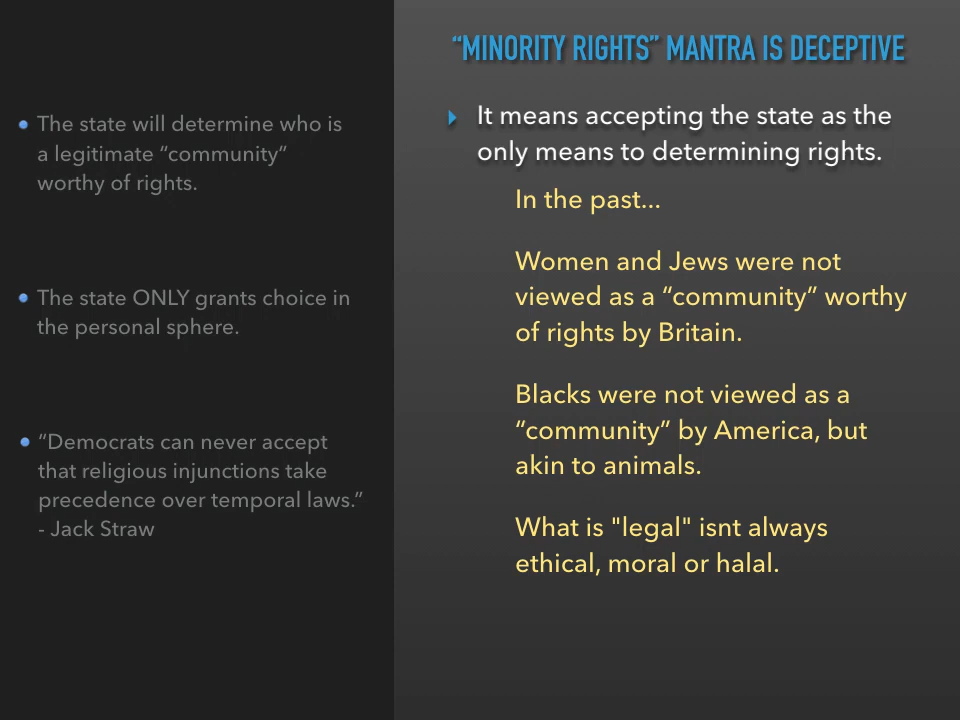 “MINORITY RIGHTS” MANTRA IS DECEPTIVE
• The state will determine who is
a legitimate “community”
worthy of rights.
• The state ONLY grants choice in
the personal sphere.
• “Democrats can never accept
that religious injunctions take
precedence over temporal laws.”
- Jack Straw
▸ It means accepting the state as the
only means to determining rights.
In the past...
Women and Jews were not
viewed as a “community” worthy
of rights by Britain.
Blacks were not viewed as a
“community” by America, but
akin to animals.
What is "legal" isnt always
ethical, moral or halal.